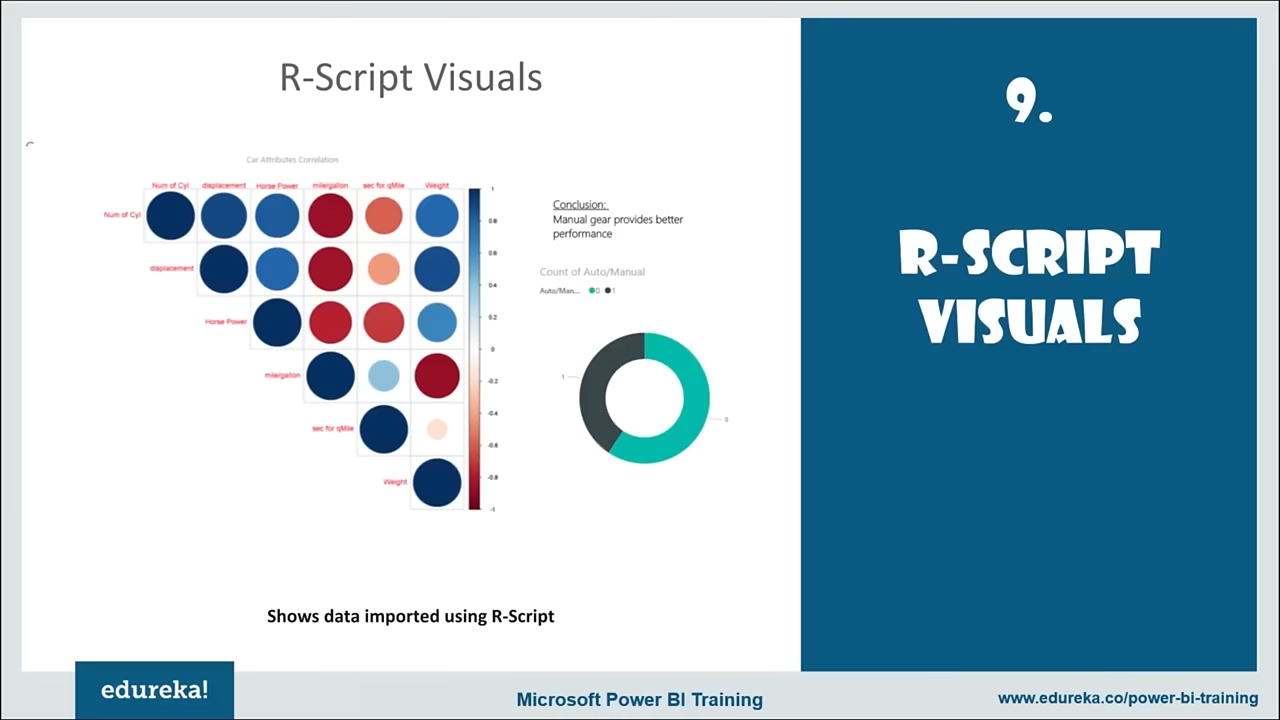 R-Script Visuals
9.
R-SCRIPT
VISUALS
Car Attributes Correlation
Num of Cyl displacement Horse Power mile/gallon sec for qMile Weight
Num of Cyl
displacement
Horse Power
mile/gallon
sec for qMile
Weight
1
0.8
0.6
0.4
0.2
0
-0.2
-0.4
-0.6
-0.8
-1
Conclusion:
Manual gear provides better
performance
Count of Auto/Manual
Auto/Man... 0 1
1
0
Shows data imported using R-Script
edureka!
Microsoft Power BI Training
www.edureka.co/power-bi-training